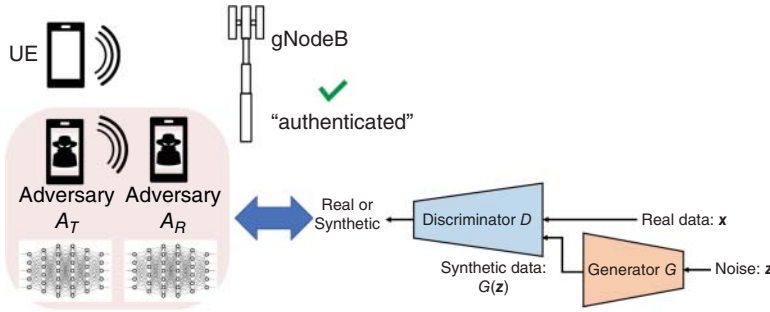 UE
gNodeB
"authenticated"
Adversary
A_T
Adversary
A_R
Real or
Synthetic
Discriminator D
Real data: x
Synthetic data:
G(z)
Generator G
Noise: z